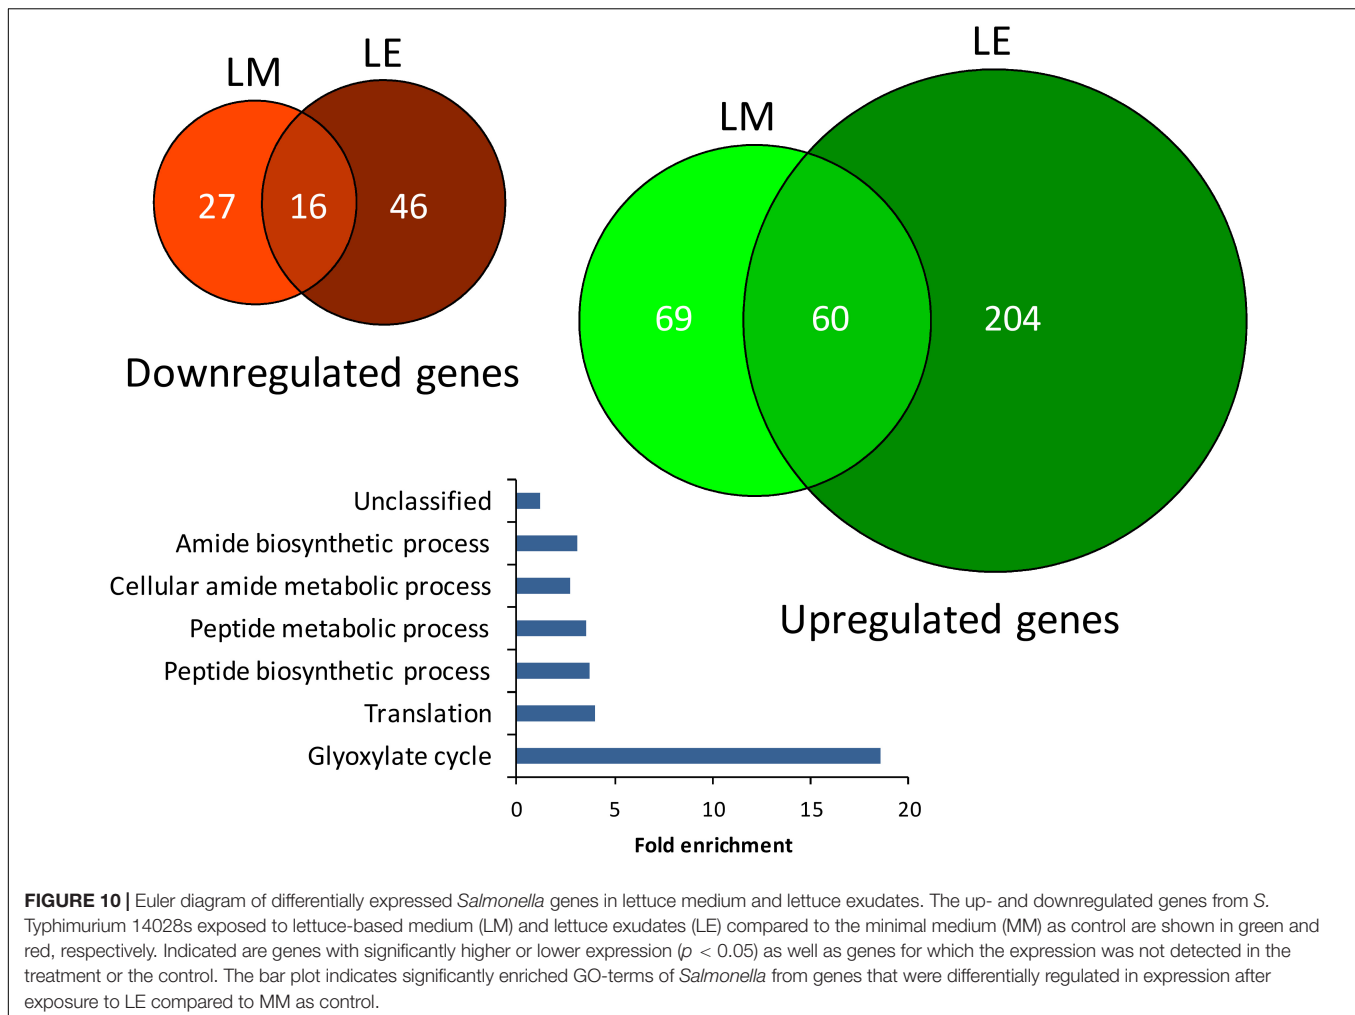 LM
LE
27
16
46
Downregulated genes
LE
LM
69
60
204
Upregulated genes
Unclassified
Amide biosynthetic process
Cellular amide metabolic process
Peptide metabolic process
Peptide biosynthetic process
Translation
Glyoxylate cycle
0 5 10 15 20
Fold enrichment
FIGURE 10 | Euler diagram of differentially expressed Salmonella genes in lettuce medium and lettuce exudates. The up- and downregulated genes from S.
Typhimurium 14028s exposed to lettuce-based medium (LM) and lettuce exudates (LE) compared to the minimal medium (MM) as control are shown in green and
red, respectively. Indicated are genes with significantly higher or lower expression (p < 0.05) as well as genes for which the expression was not detected in the
treatment or the control. The bar plot indicates significantly enriched GO-terms of Salmonella from genes that were differentially regulated in expression after
exposure to LE compared to MM as control.